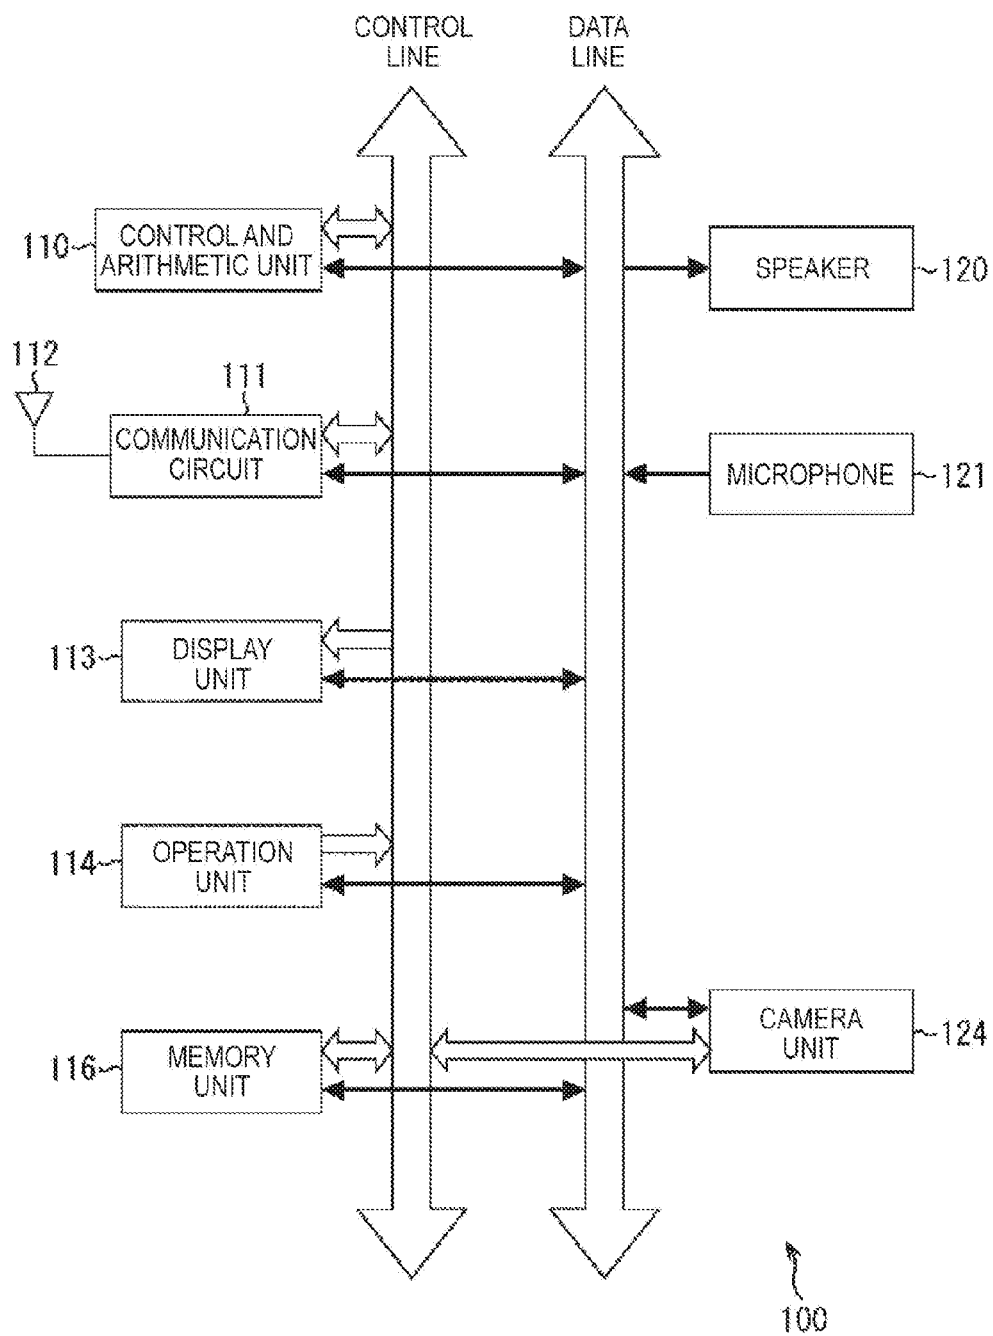 CONTROL
LINE
DATA
LINE
110
CONTROL AND
ARITHMETIC UNIT
SPEAKER
120
112
111
COMMUNICATION
CIRCUIT
MICROPHONE
121
113
DISPLAY
UNIT
114
OPERATION
UNIT
116
MEMORY
UNIT
CAMERA
UNIT
124
100